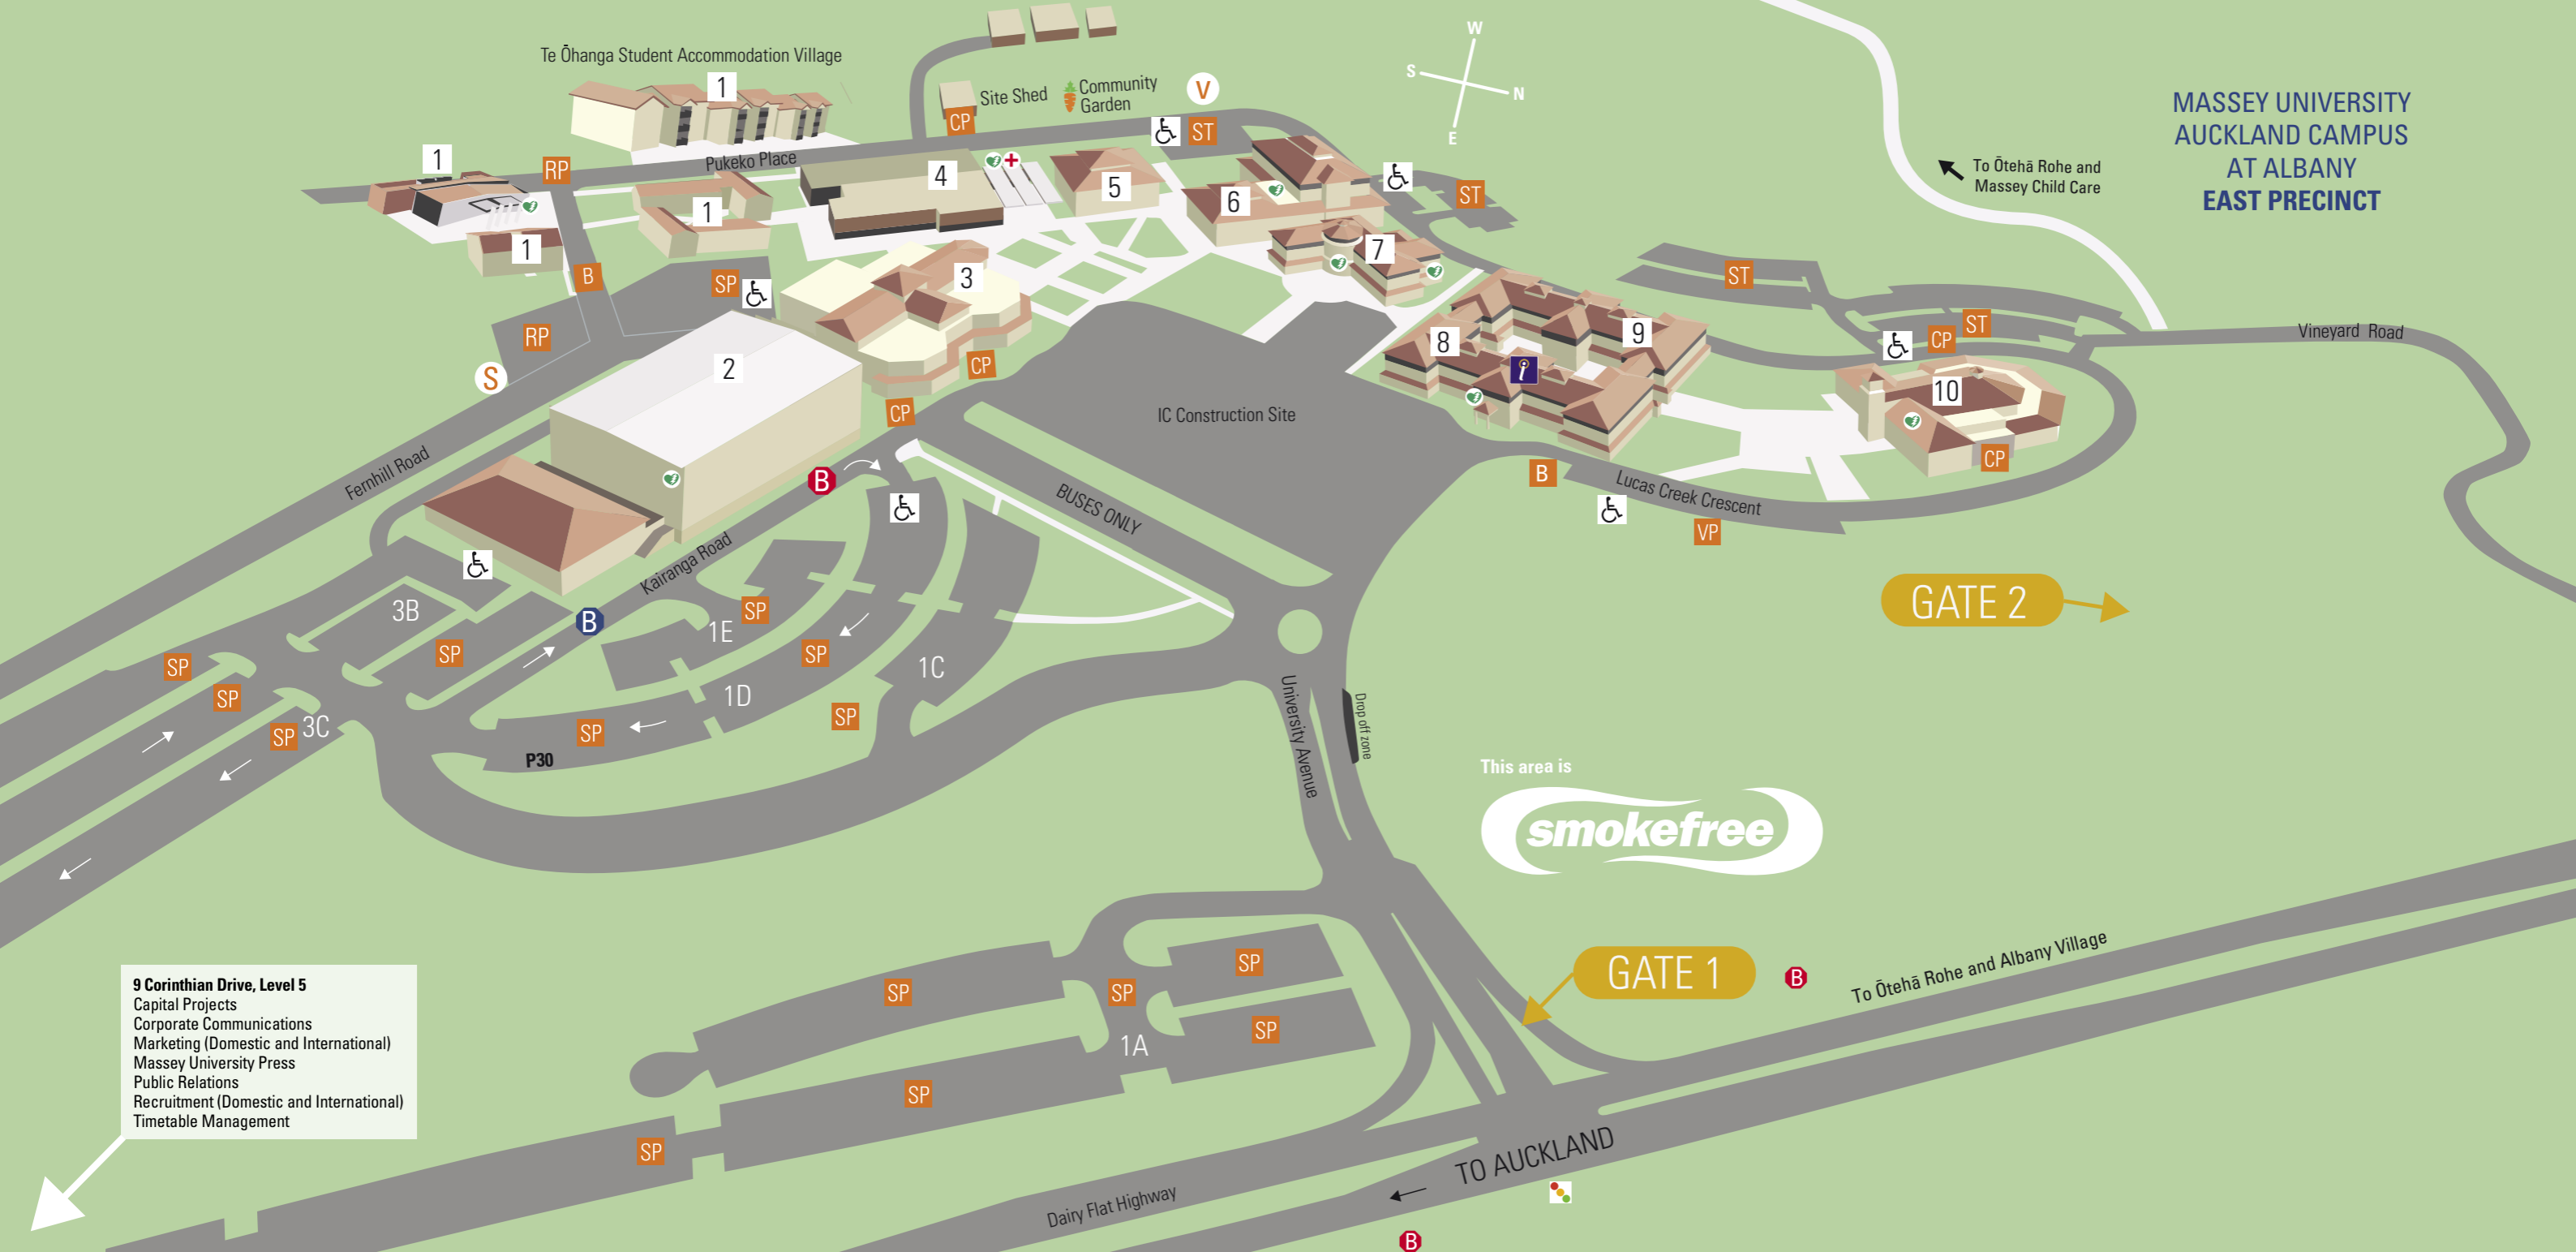 MASSEY UNIVERSITY
AUCKLAND CAMPUS
AT ALBANY
EAST PRECINCT
W
S
N
E
Te Ōhanga Student Accommodation Village
1
1
1
1
RP
Pukeko Place
CP
Site Shed
Community
Garden
V
ST
ST
4
5
6
7
To Ōtehā Rohe and
Massey Child Care
B
SP
RP
S
3
2
CP
CP
ST
8
9
i
ST
CP
10
CP
Vineyard Road
IC Construction Site
Fernhill Road
B
BUSES ONLY
B
Lucas Creek Crescent
VP
Kairanga Road
B
3B
SP
SP
SP
SP
3C
1E
SP
SP
1D
SP
P30
SP
1C
GATE 2
University Avenue
Drop off zone
This area is
smokefree
GATE 1
B
To Ōtehā Rohe and Albany Village
SP
SP
SP
SP
1A
SP
SP
TO AUCKLAND
Dairy Flat Highway
B
9 Corinthian Drive, Level 5
Capital Projects
Corporate Communications
Marketing (Domestic and International)
Massey University Press
Public Relations
Recruitment (Domestic and International)
Timetable Management